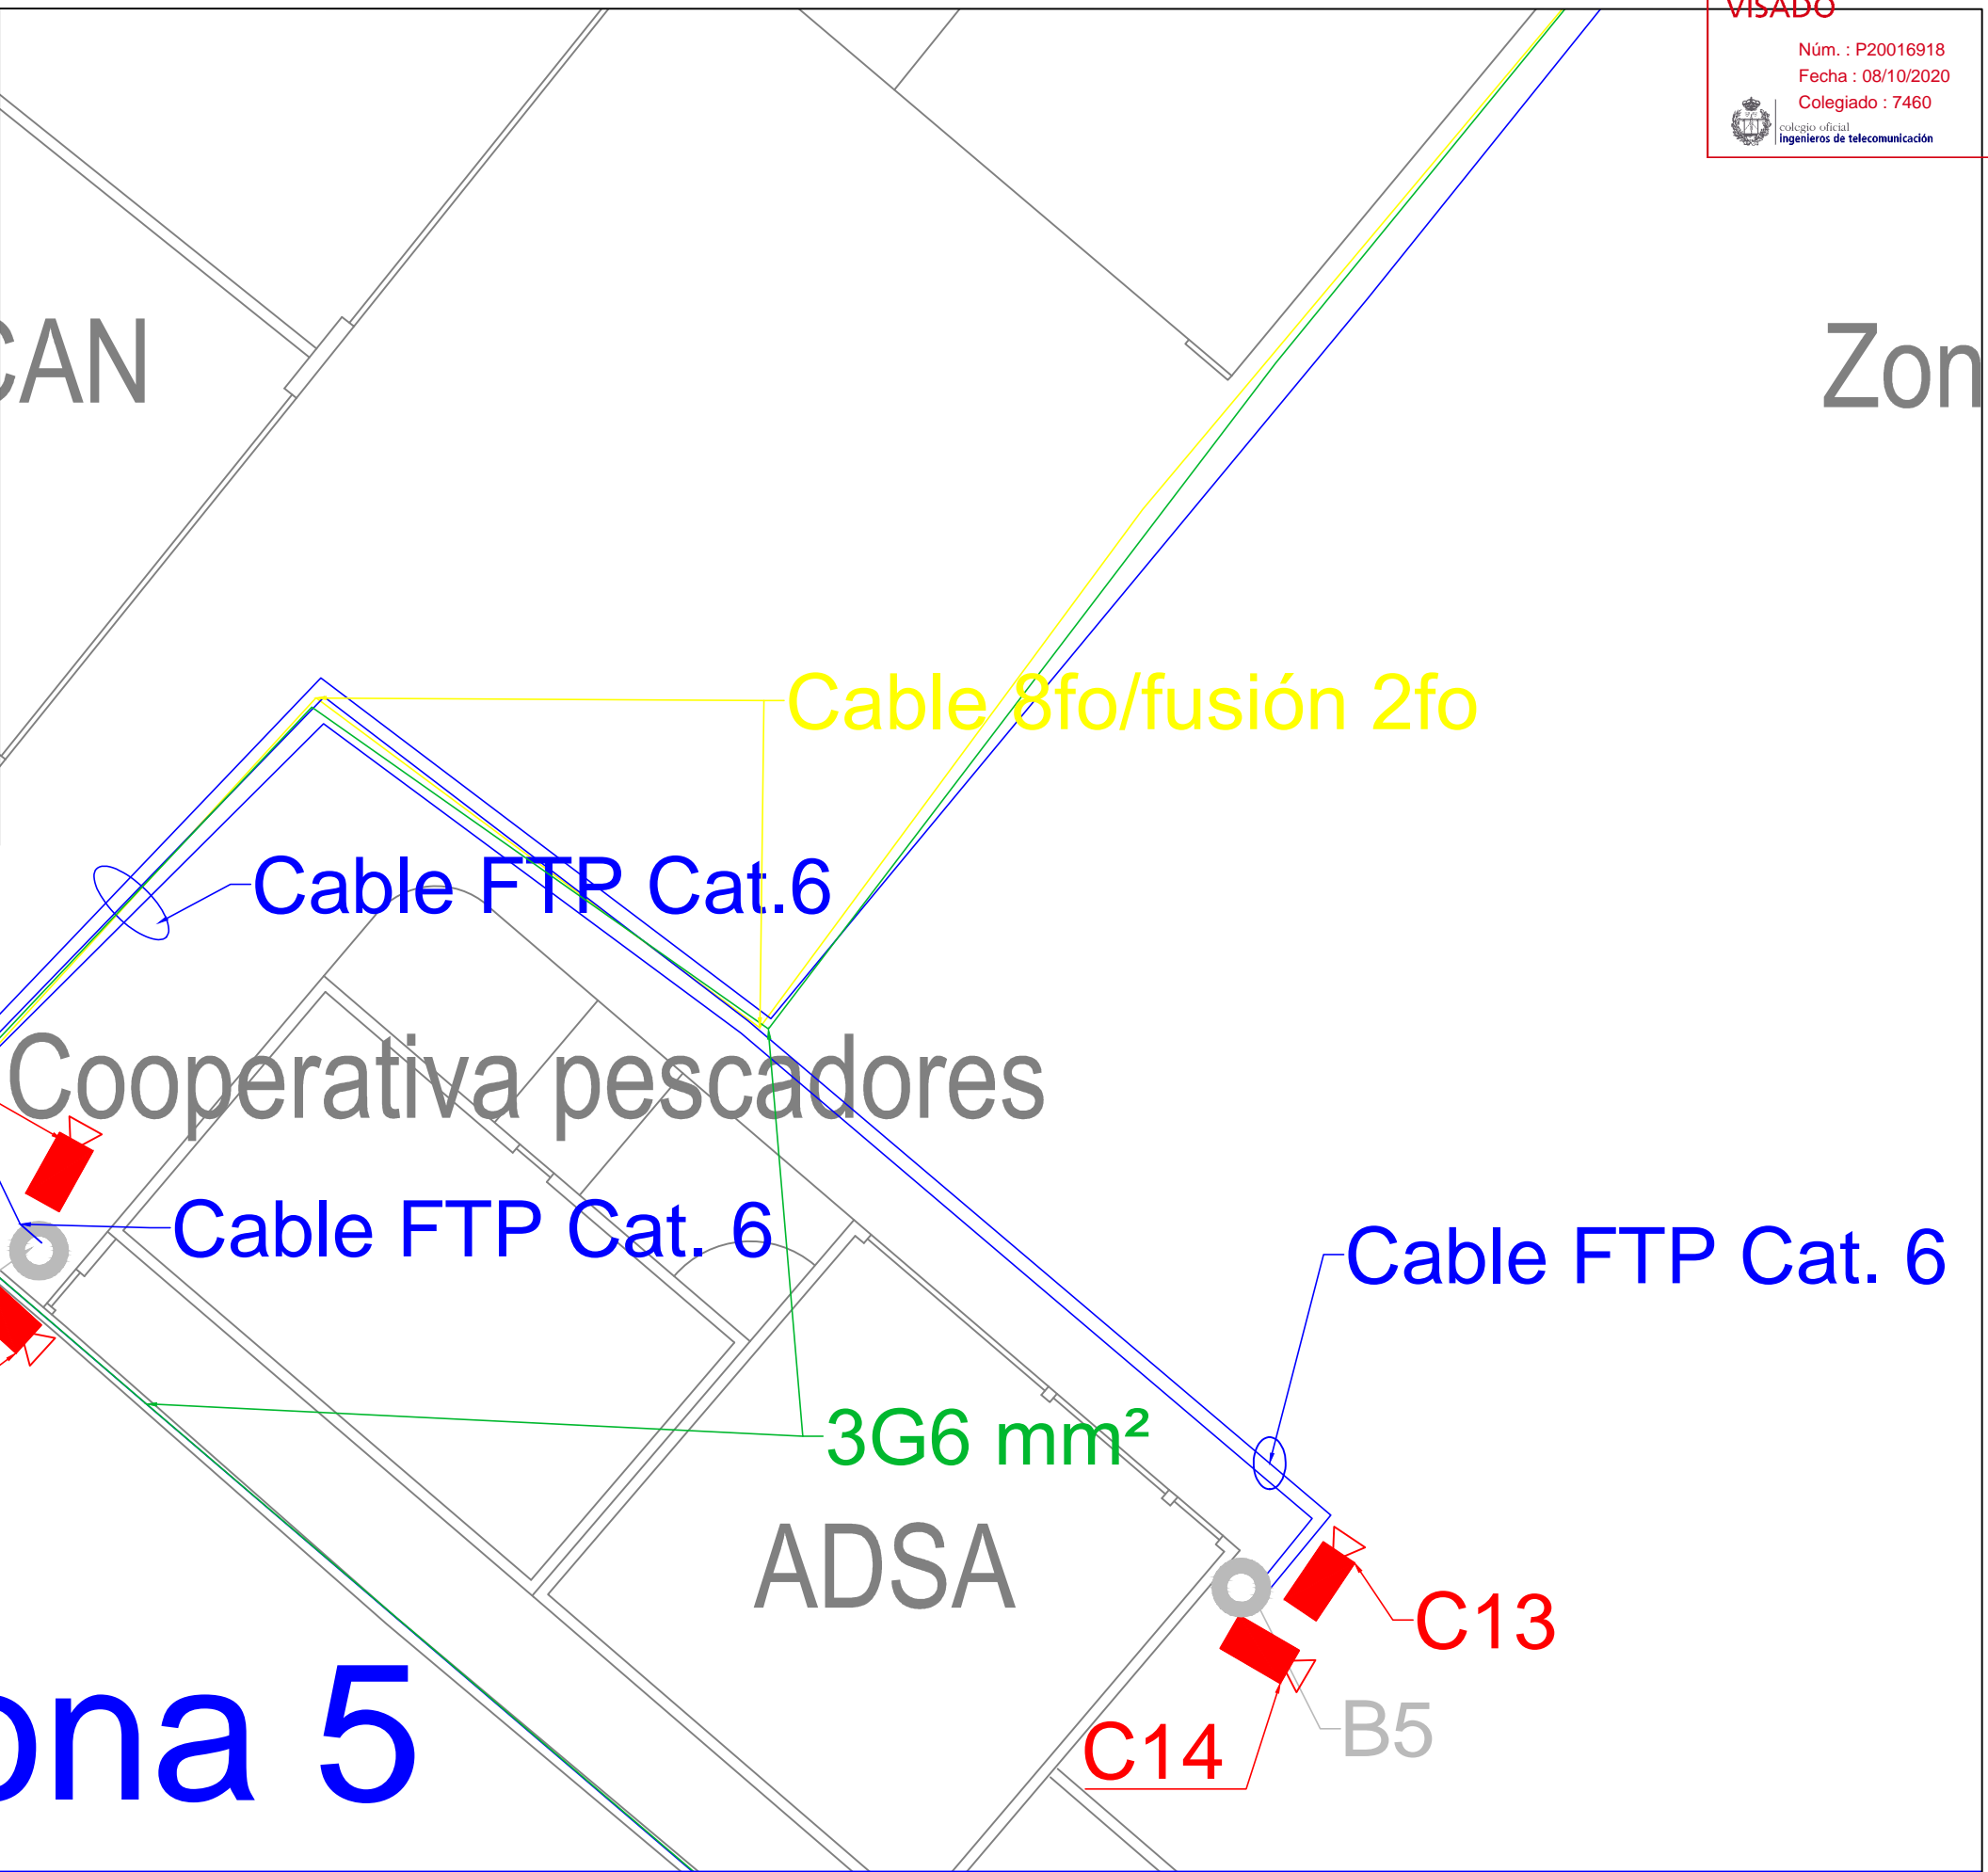 VISADO
Núm. : P20016918
Fecha : 08/10/2020
Colegiado : 7460
colegio oficial
ingenieros de telecomunicación
CAN
Zon
Cable 8fo/fusión 2fo
Cable FTP Cat.6
Cooperativa pescadores
Cable FTP Cat. 6
Cable FTP Cat. 6
3G6 mm²
ADSA
C13
B5
C14
ona 5